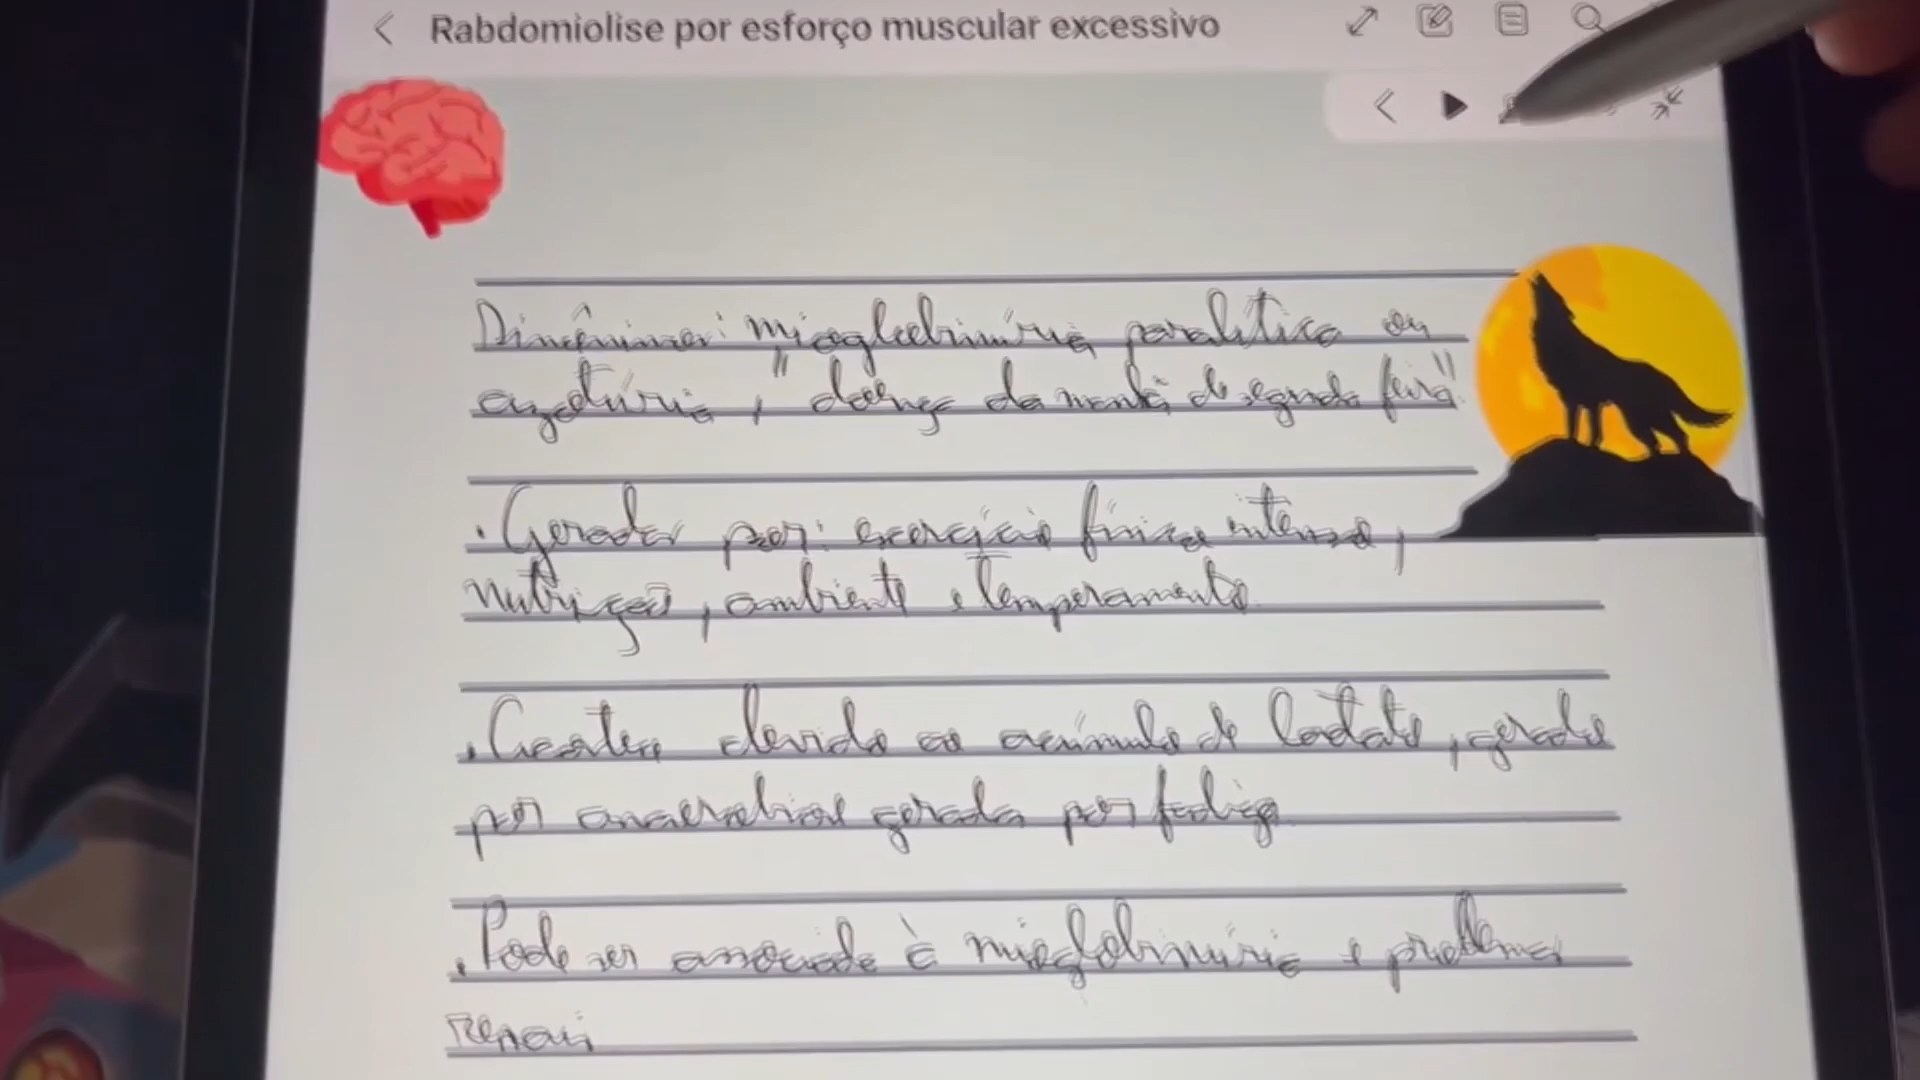 Rabdomiolise por esforço muscular excessivo
Sinônimos: mioglobinúria paralítica ou
azotúria, "doença da manhã de segunda feira"
. Gerador por: exercício físico intenso,
nutrição, ambiente e temperamento.
. Acontece devido ao acúmulo de lactato, gerado
por anaerobiose gerada por fadiga
. Pode ser associado à mioglobinúria e problemas
renais